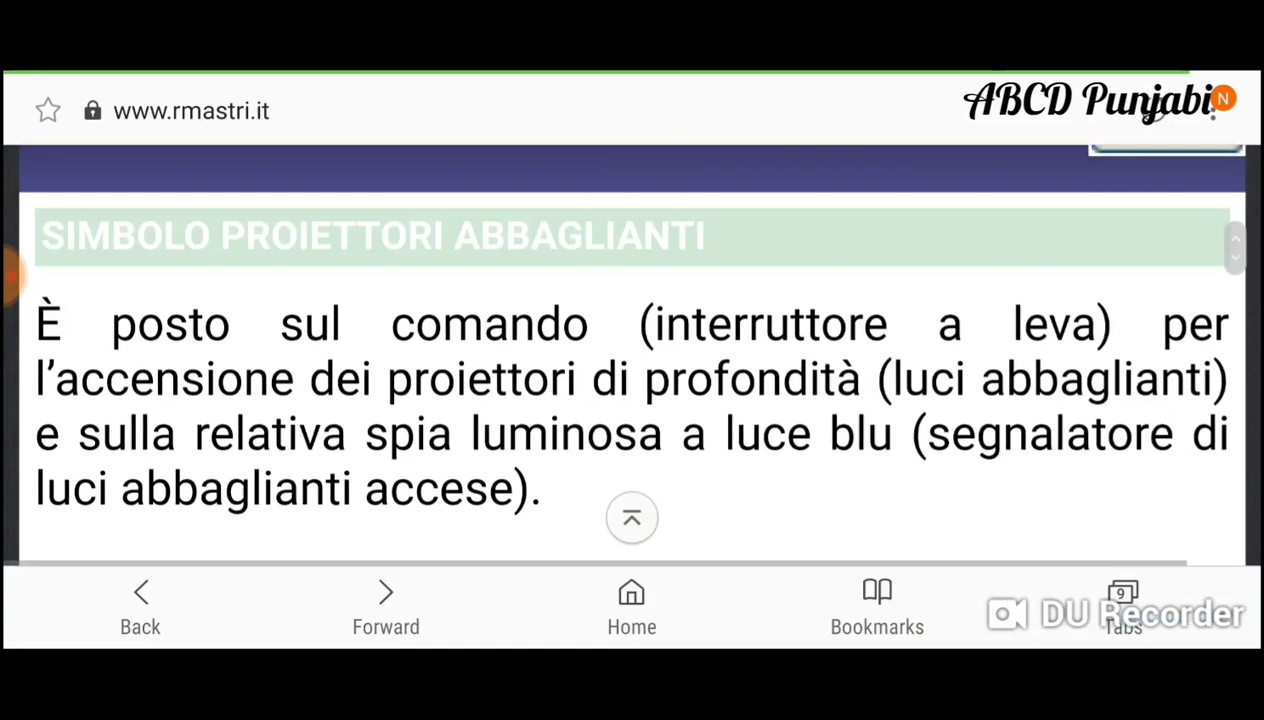 www.rmastri.it
ABCD Punjabi
N
SIMBOLO PROIETTORI ABBAGLIANTI
È posto sul comando (interruttore a leva) per
l’accensione dei proiettori di profondità (luci abbaglianti)
e sulla relativa spia luminosa a luce blu (segnalatore di
luci abbaglianti accese).
Back
Forward
Home
Bookmarks
9
Tabs
DU Recorder